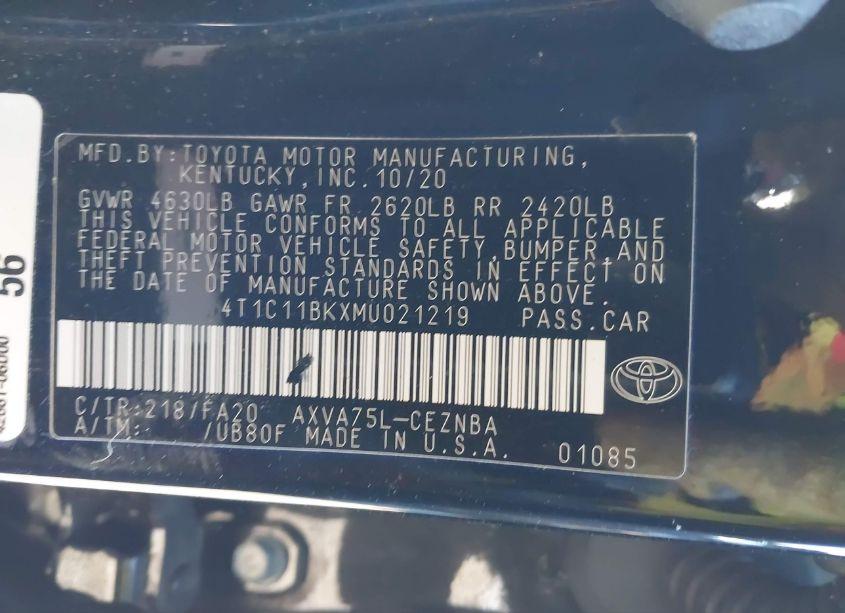 MFD.BY:TOYOTA MOTOR MANUFACTURING,
KENTUCKY,INC.10/20
GVWR 4630LB GAWR FR 2620LB RR 2420LB
THIS VEHICLE CONFORMS TO ALL APPLICABLE
FEDERAL MOTOR VEHICLE SAFETY,BUMPER,AND
THEFT PREVENTION STANDARDS IN EFFECT ON
THE DATE OF MANUFACTURE SHOWN ABOVE.
4T1C11BKXMU021219 PASS.CAR
C/TR:218/FA20 AXVA75L-CEZNBA
A/TM: /UB80F MADE IN U.S.A. 01085
56